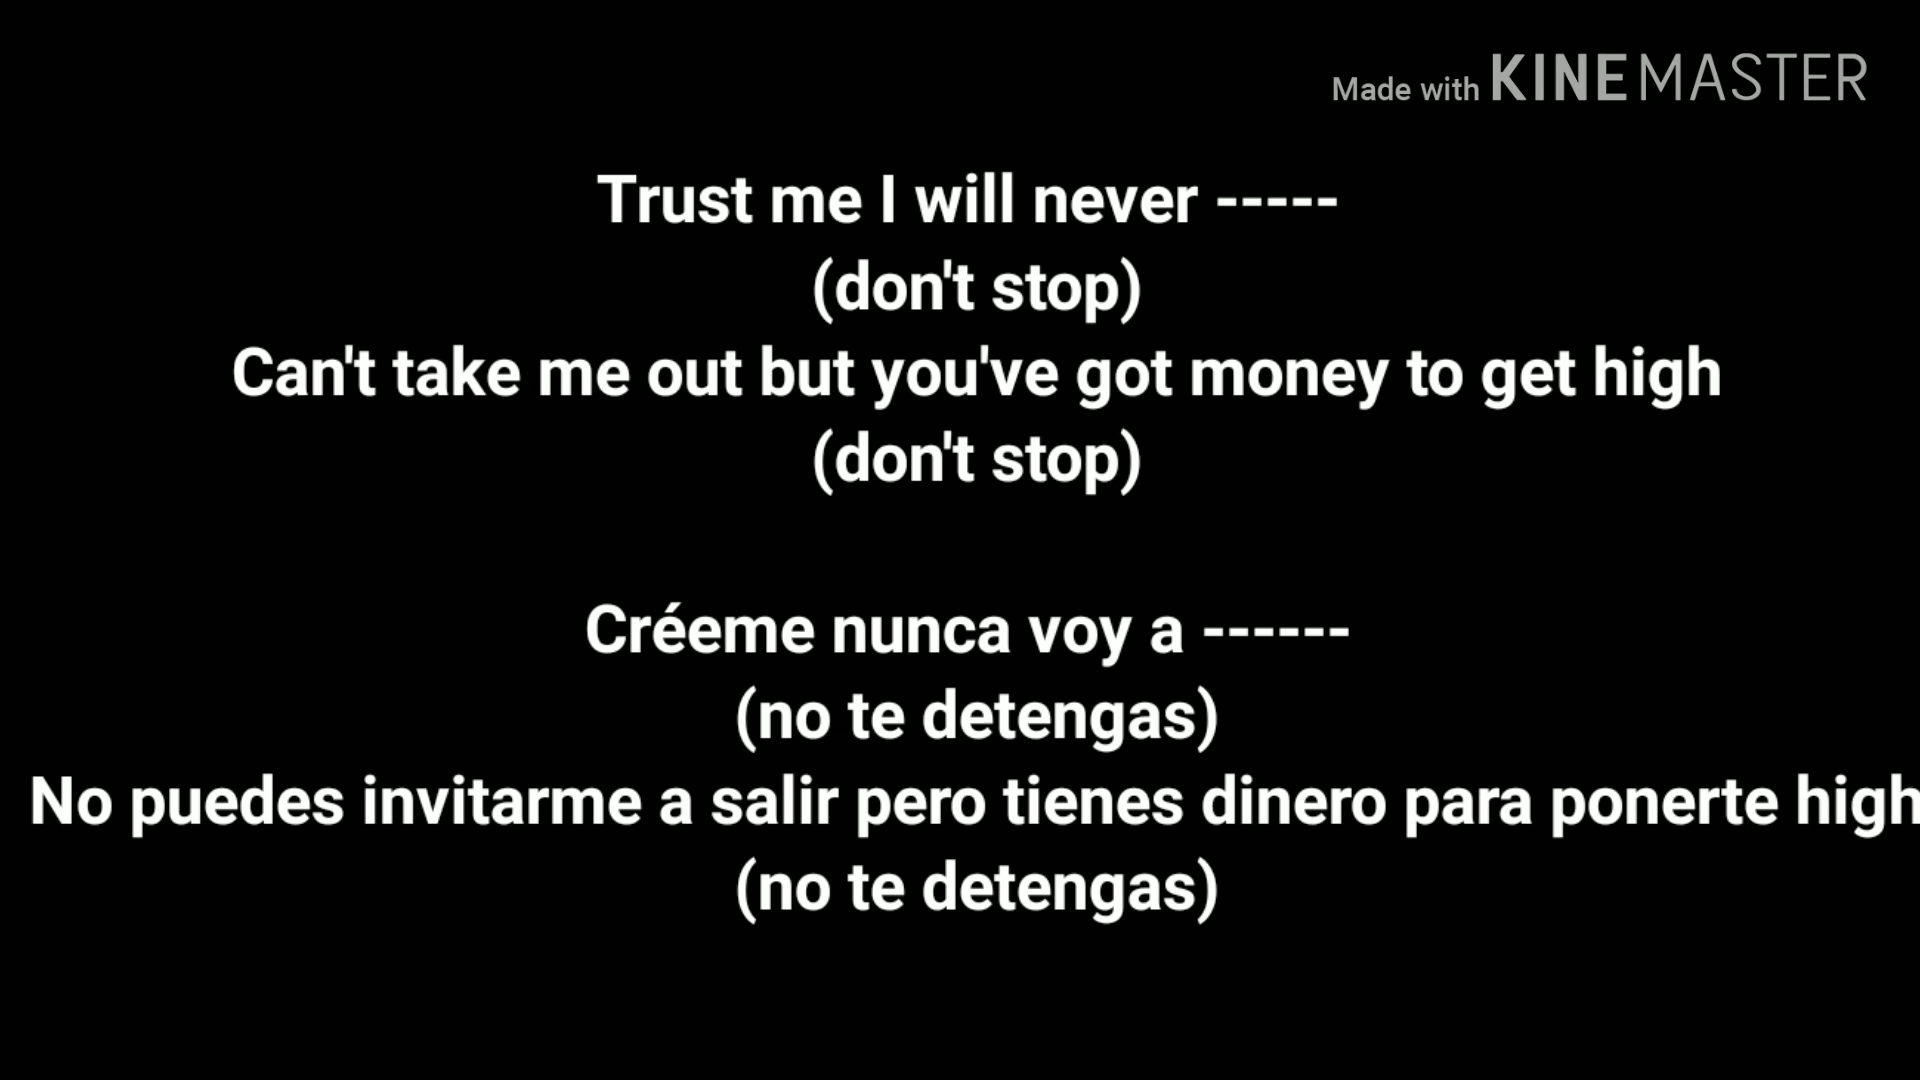 Made with KINEMASTER
Trust me I will never -----
(don't stop)
Can't take me out but you've got money to get high
(don't stop)
Créeme nunca voy a ------
(no te detengas)
No puedes invitarme a salir pero tienes dinero para ponerte high
(no te detengas)